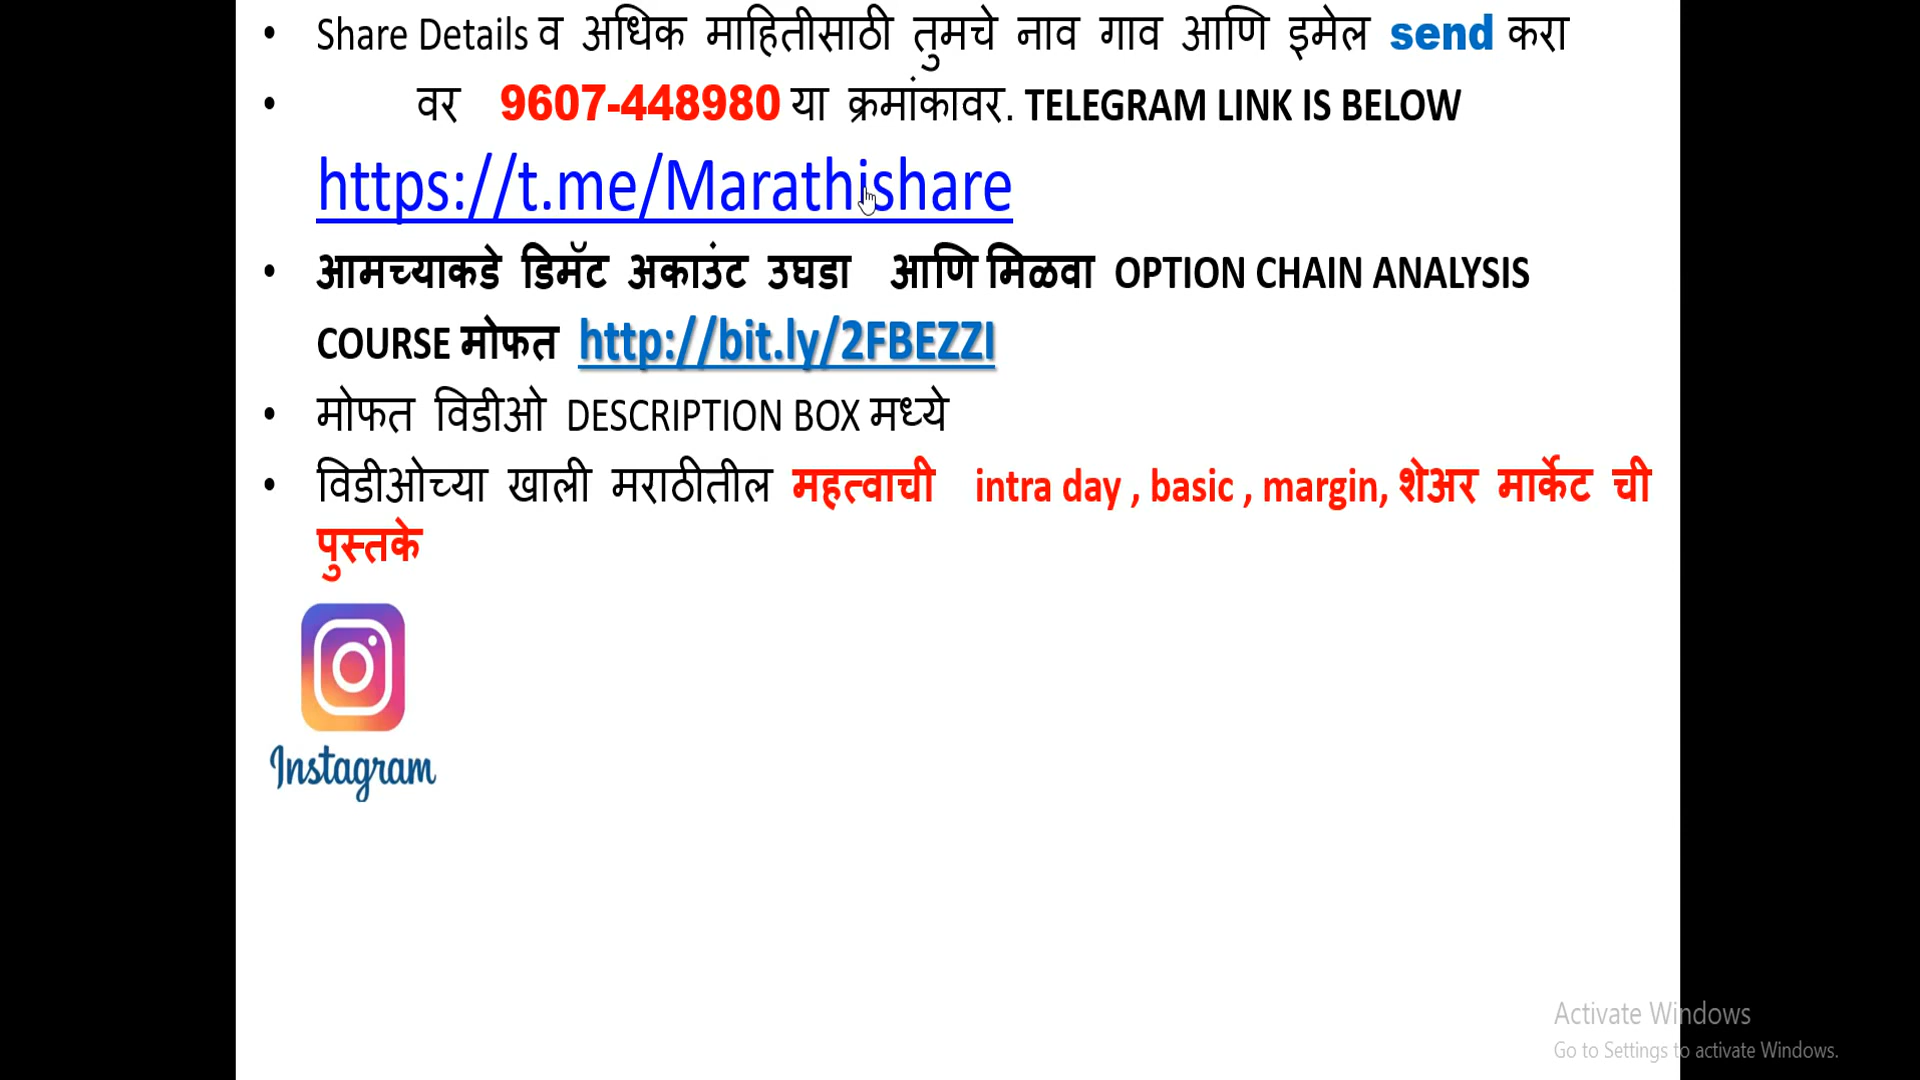 • Share Details व अधिक माहितीसाठी तुमचे नाव गाव आणि इमेल send करा
• वर 9607-448980 या क्रमांकावर. TELEGRAM LINK IS BELOW
https://t.me/Marathishare
• आमच्याकडे डिमॅट अकाउंट उघडा आणि मिळवा OPTION CHAIN ANALYSIS
COURSE मोफत http://bit.ly/2FBEZZI
• मोफत विडीओ DESCRIPTION BOX मध्ये
• विडीओच्या खाली मराठीतील महत्वाची intra day , basic , margin, शेअर मार्केट ची
पुस्तके
Instagram
Activate Windows
Go to Settings to activate Windows.